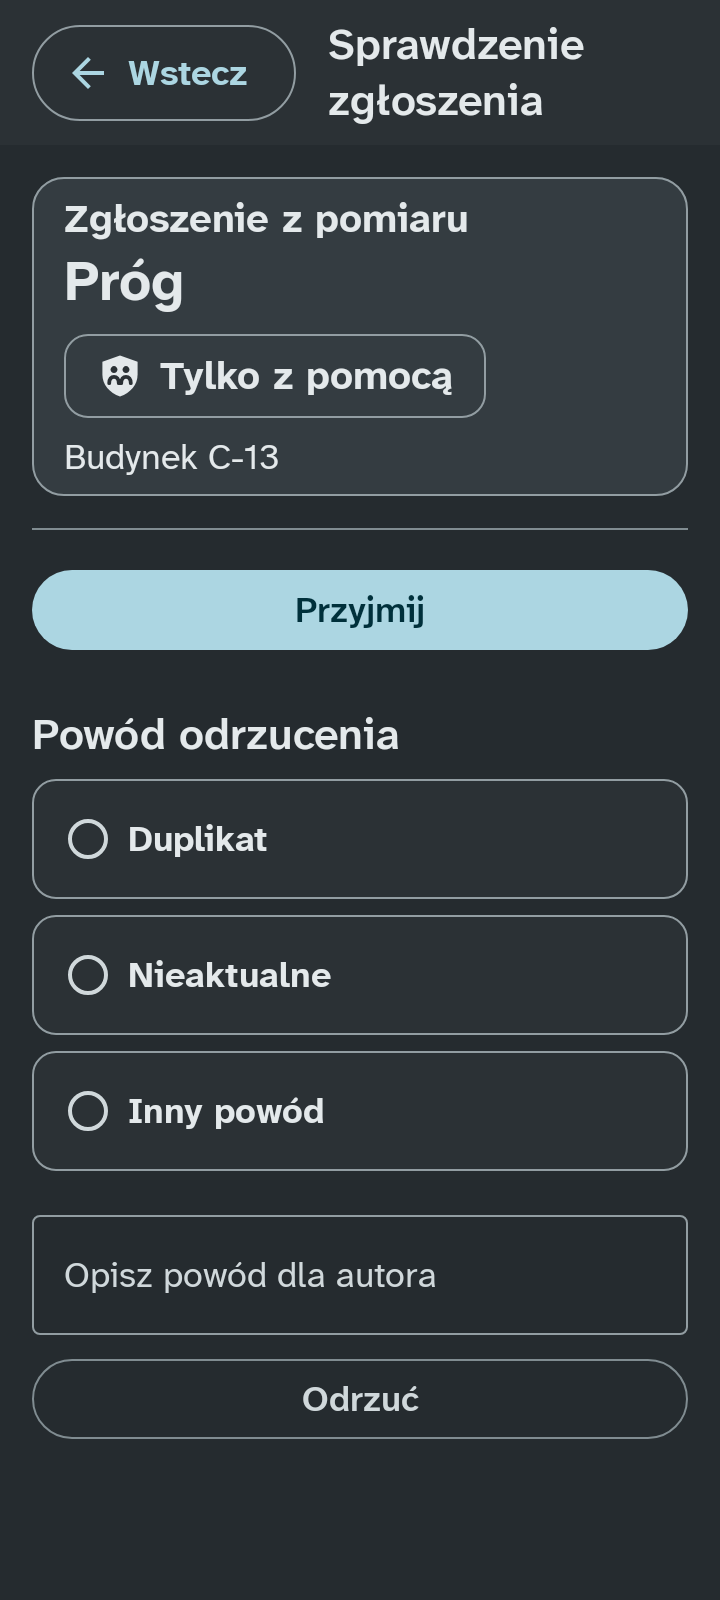 Wstecz
Sprawdzenie
zgłoszenia
Zgłoszenie z pomiaru
Próg
Tylko z pomocą
Budynek C-13
Przyjmij
Powód odrzucenia
Duplikat
Nieaktualne
Inny powód
Opisz powód dla autora
Odrzuć